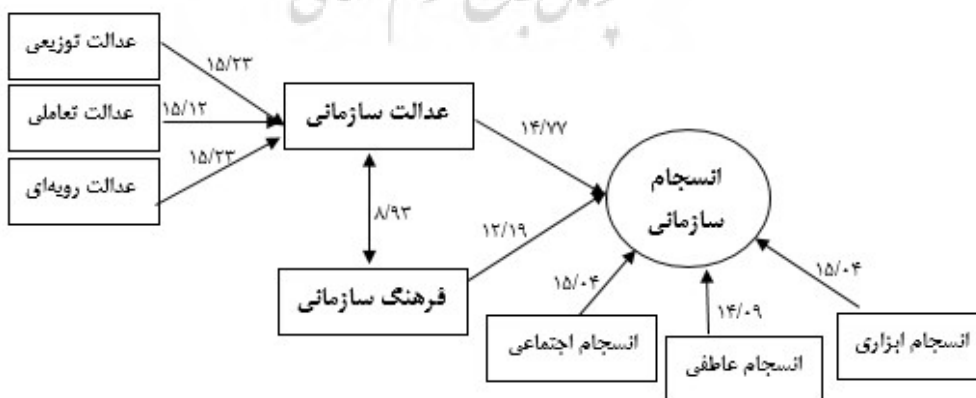 عدالت توزیعی
۱۵/۲۳
عدالت تعاملی
۱۵/۱۲
عدالت سازمانی
۱۴/۷۷
عدالت رویه‌ای
۱۵/۲۳
انسجام
سازمانی
۸/۹۳
۱۲/۱۹
فرهنگ سازمانی
۱۵/۰۴
۱۴/۰۹
۱۵/۰۴
انسجام ابزاری
انسجام عاطفی
انسجام اجتماعی